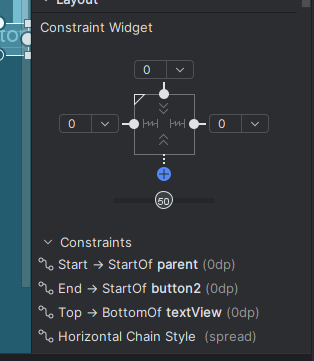 Layout
Constraint Widget
0
0
0
50
Constraints
Start → StartOf parent (0dp)
End → StartOf button2 (0dp)
Top → BottomOf textView (0dp)
Horizontal Chain Style (spread)